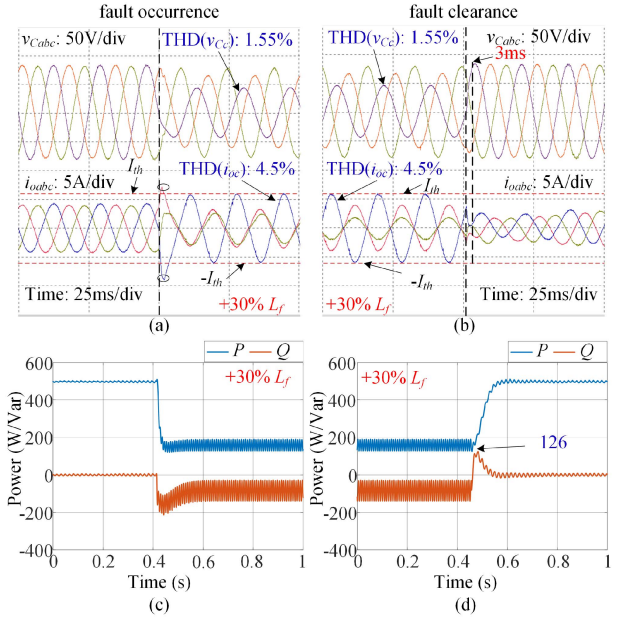 fault occurrence
fault clearance
vCabc: 50V/div
THD(vCc): 1.55%
THD(vCc): 1.55%
vCabc: 50V/div
3ms
THD(ioc): 4.5%
THD(ioc): 4.5%
ioabc: 5A/div
Ith
Ith
ioabc: 5A/div
-Ith
-Ith
Time: 25ms/div
+30% Lf
+30% Lf
Time: 25ms/div
(a)
(b)
P
Q
+30% Lf
Power (W/Var)
600
400
200
0
-200
-400
0
0.2
0.4
0.6
0.8
1
Time (s)
(c)
P
Q
+30% Lf
126
Power (W/Var)
600
400
200
0
-200
-400
0
0.2
0.4
0.6
0.8
1
Time (s)
(d)